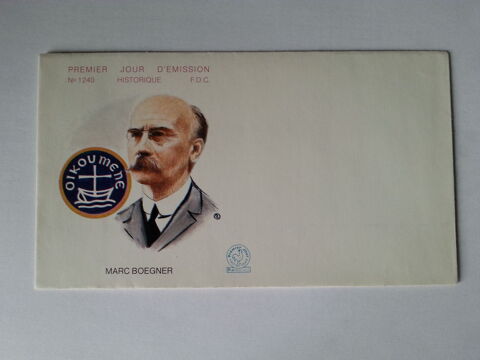 PREMIER JOUR D'EMISSION
No 1240 HISTORIQUE F.D.C.
OIKOUMENE
MARC BOEGNER